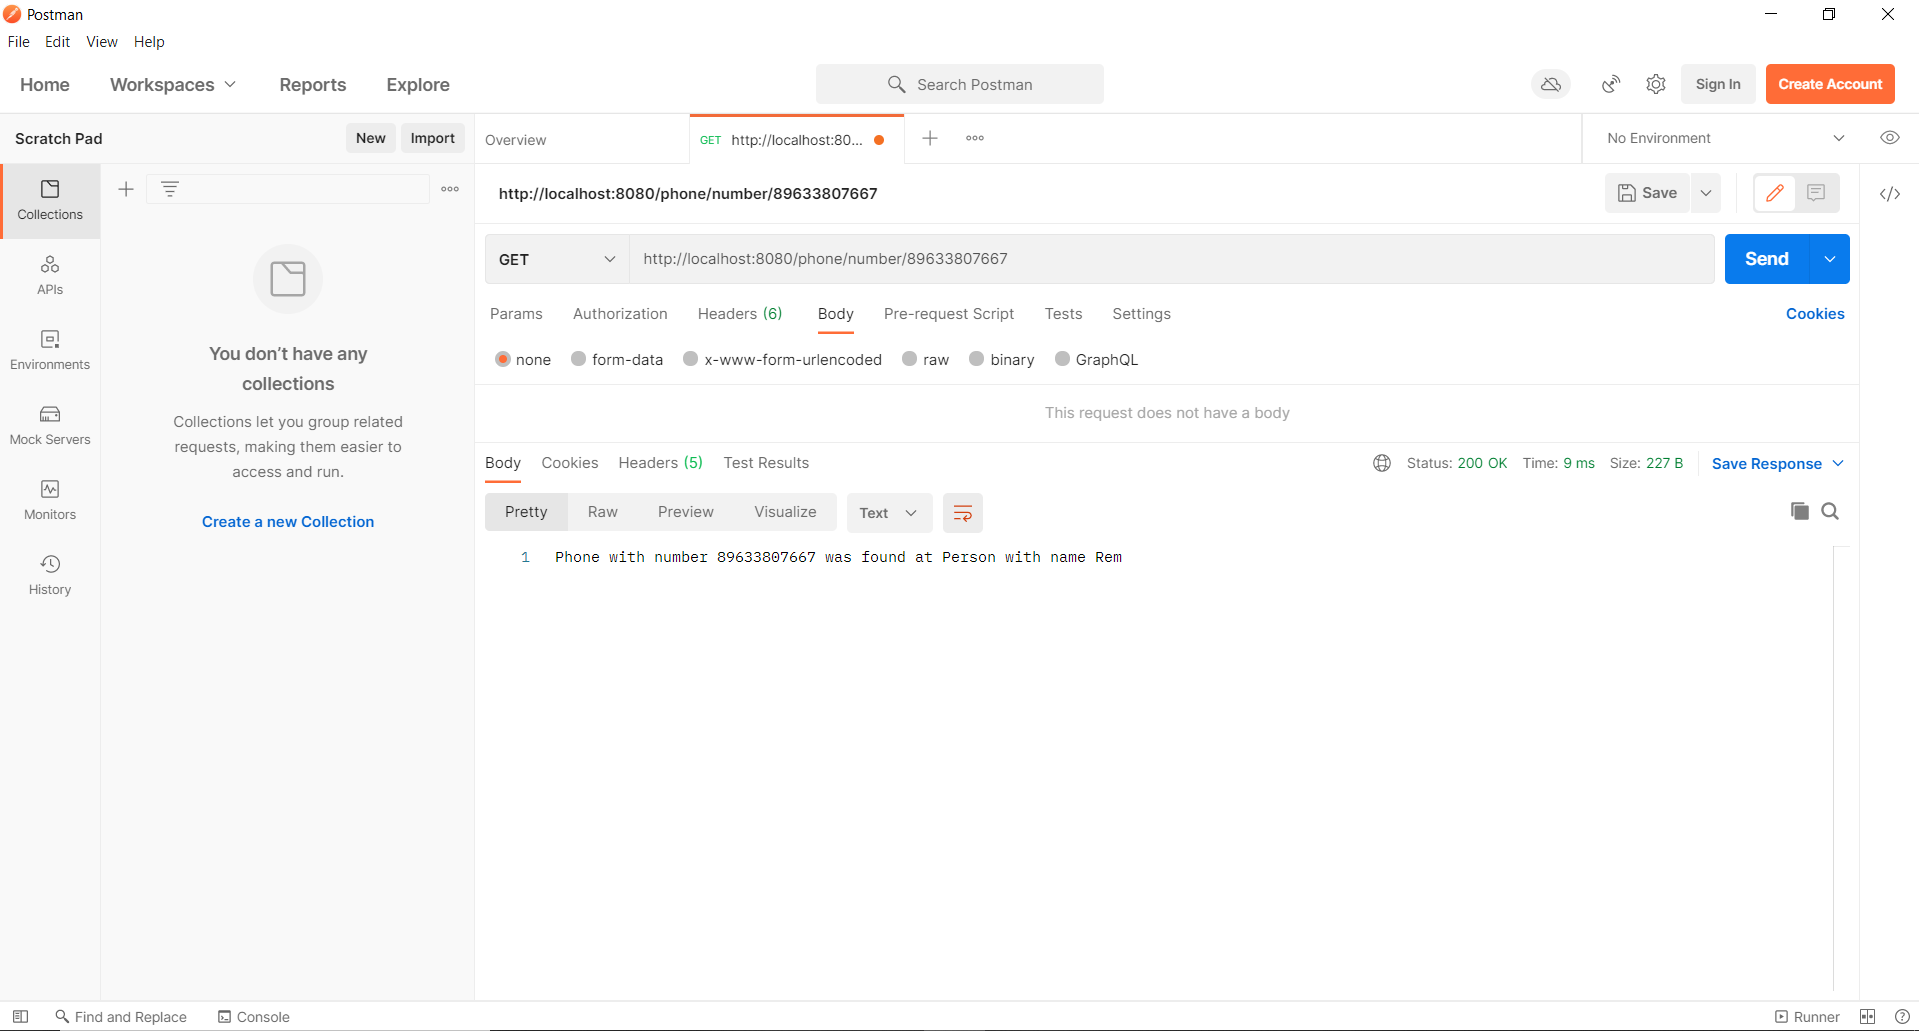 Postman
File Edit View Help
Home Workspaces Reports Explore Search Postman Sign In Create Account
Scratch Pad New Import Overview GET http://localhost:80... No Environment
http://localhost:8080/phone/number/89633807667 Save
GET http://localhost:8080/phone/number/89633807667 Send
Params Authorization Headers (6) Body Pre-request Script Tests Settings Cookies
none form-data x-www-form-urlencoded raw binary GraphQL
This request does not have a body
Body Cookies Headers (5) Test Results Status: 200 OK Time: 9 ms Size: 227 B Save Response
Pretty Raw Preview Visualize Text
1 Phone with number 89633807667 was found at Person with name Rem
Collections
APIs
Environments
Mock Servers
Monitors
History
You don't have any
collections
Collections let you group related
requests, making them easier to
access and run.
Create a new Collection
Find and Replace Console Runner